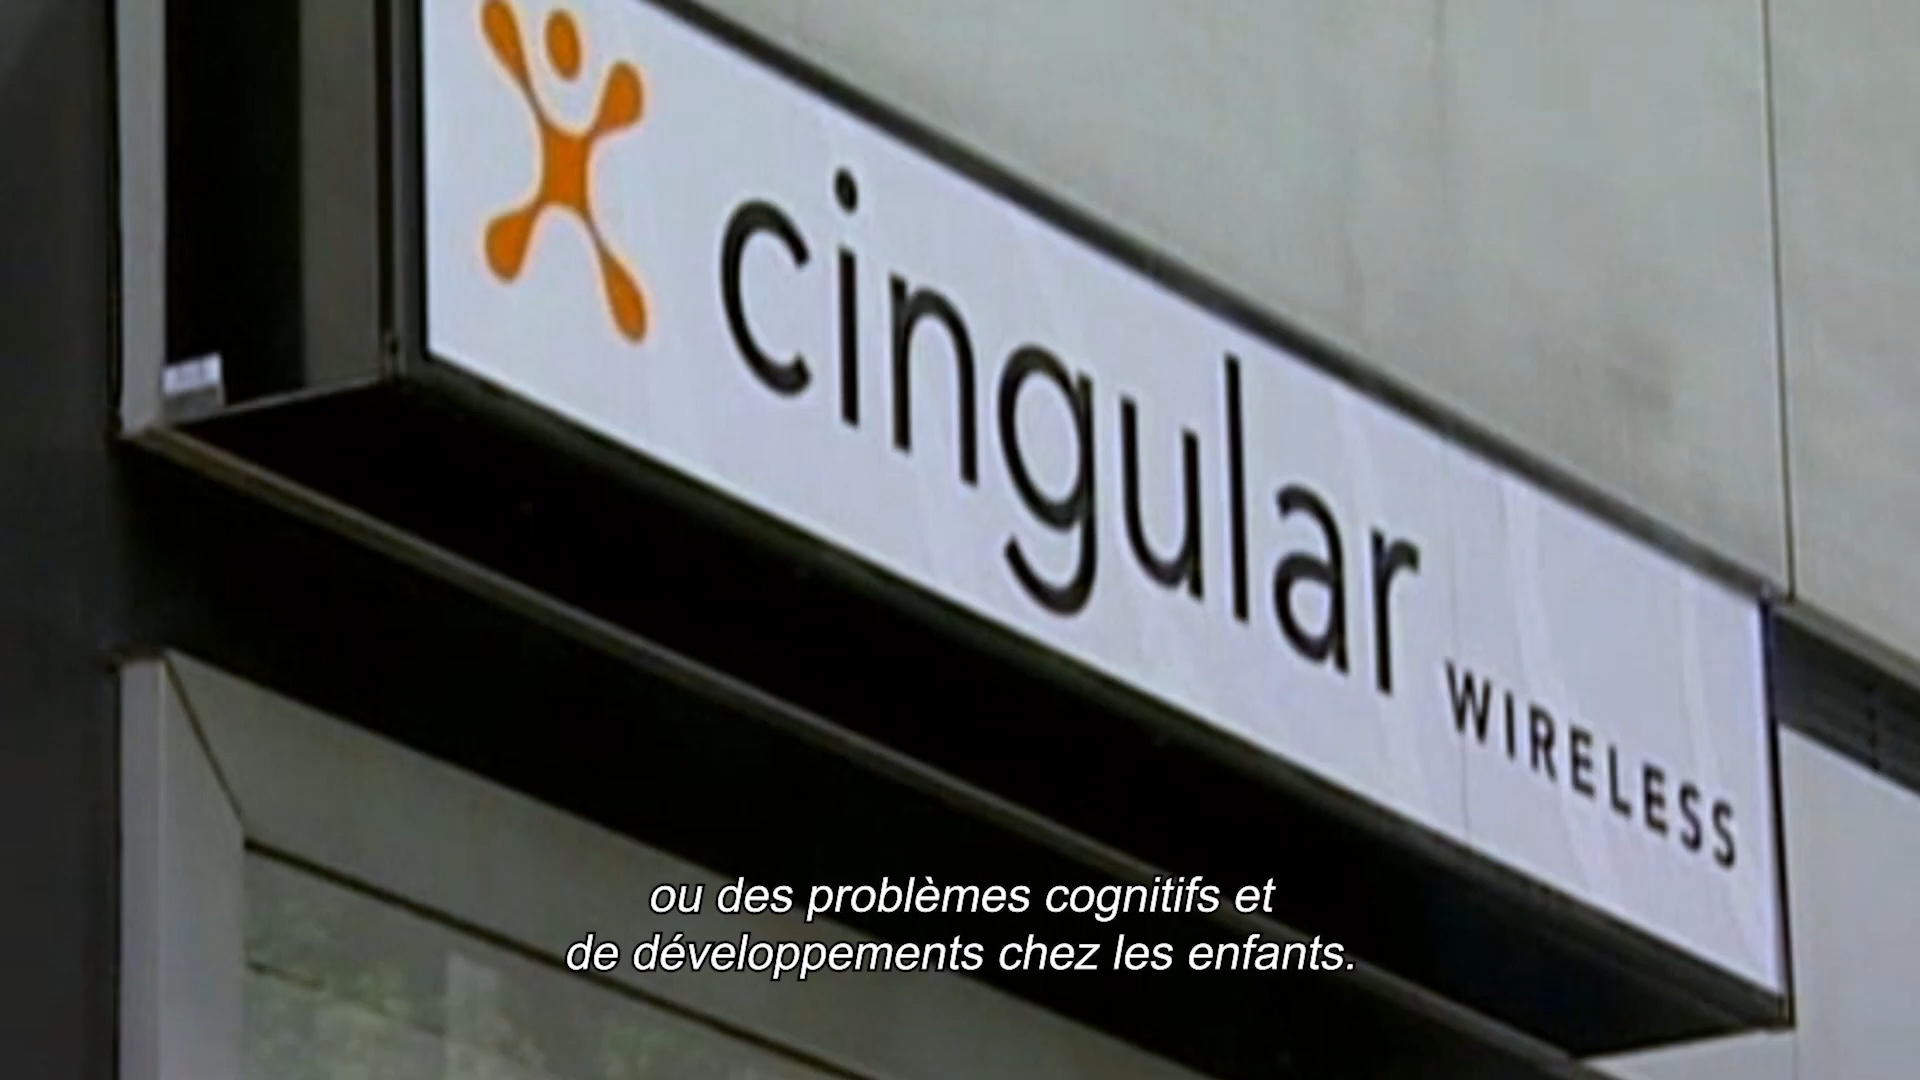 cingular WIRELESS
ou des problèmes cognitifs et
de développements chez les enfants.